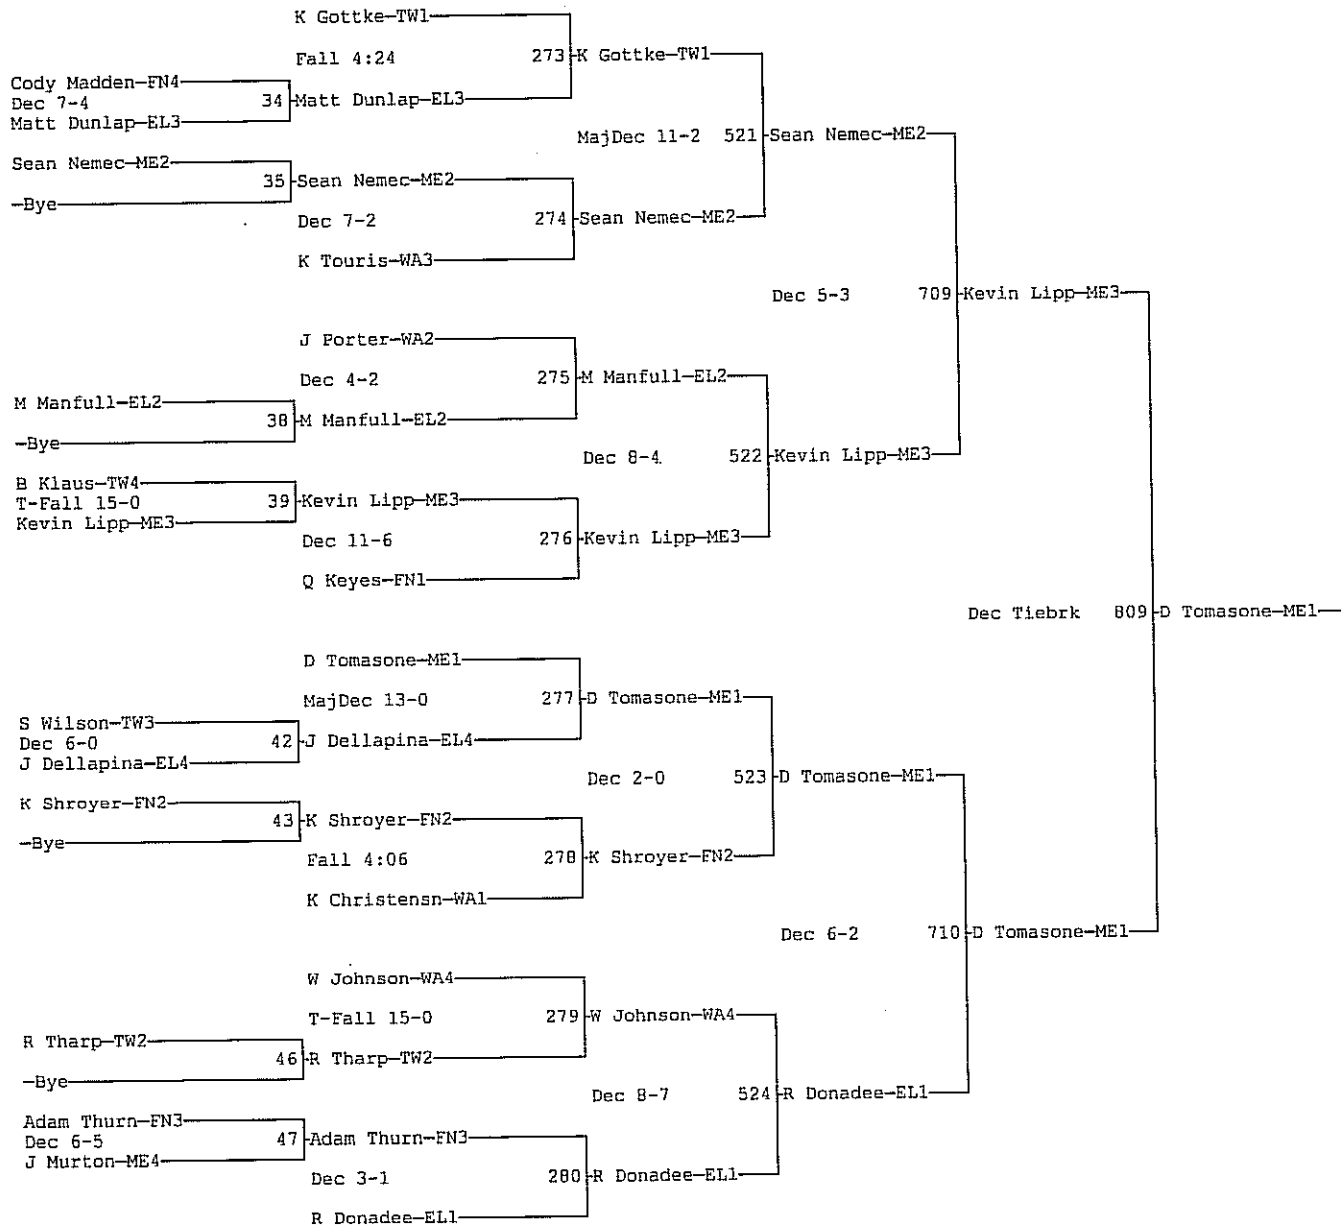 K Gottke-TW1
Fall 4:24
273 K Gottke-TW1
Cody Madden-FN4
Dec 7-4
34 Matt Dunlap-EL3
Matt Dunlap-EL3
MajDec 11-2 521 Sean Nemec-ME2
Sean Nemec-ME2
35 Sean Nemec-ME2
-Bye
Dec 7-2
274 Sean Nemec-ME2
K Touris-WA3
Dec 5-3 709 Kevin Lipp-ME3
J Porter-WA2
Dec 4-2
275 M Manfull-EL2
M Manfull-EL2
38 M Manfull-EL2
-Bye
Dec 8-4 522 Kevin Lipp-ME3
B Klaus-TW4
T-Fall 15-0
39 Kevin Lipp-ME3
Kevin Lipp-ME3
Dec 11-6
276 Kevin Lipp-ME3
Q Keyes-FN1
Dec Tiebrk 809 D Tomasone-ME1
D Tomasone-ME1
MajDec 13-0
277 D Tomasone-ME1
S Wilson-TW3
Dec 6-0
42 J Dellapina-EL4
J Dellapina-EL4
Dec 2-0 523 D Tomasone-ME1
K Shroyer-FN2
43 K Shroyer-FN2
-Bye
Fall 4:06
278 K Shroyer-FN2
K Christensn-WA1
Dec 6-2 710 D Tomasone-ME1
W Johnson-WA4
T-Fall 15-0
279 W Johnson-WA4
R Tharp-TW2
46 R Tharp-TW2
-Bye
Dec 8-7 524 R Donadee-EL1
Adam Thurn-FN3
Dec 6-5
47 Adam Thurn-FN3
J Murton-ME4
Dec 3-1
280 R Donadee-EL1
R Donadee-EL1